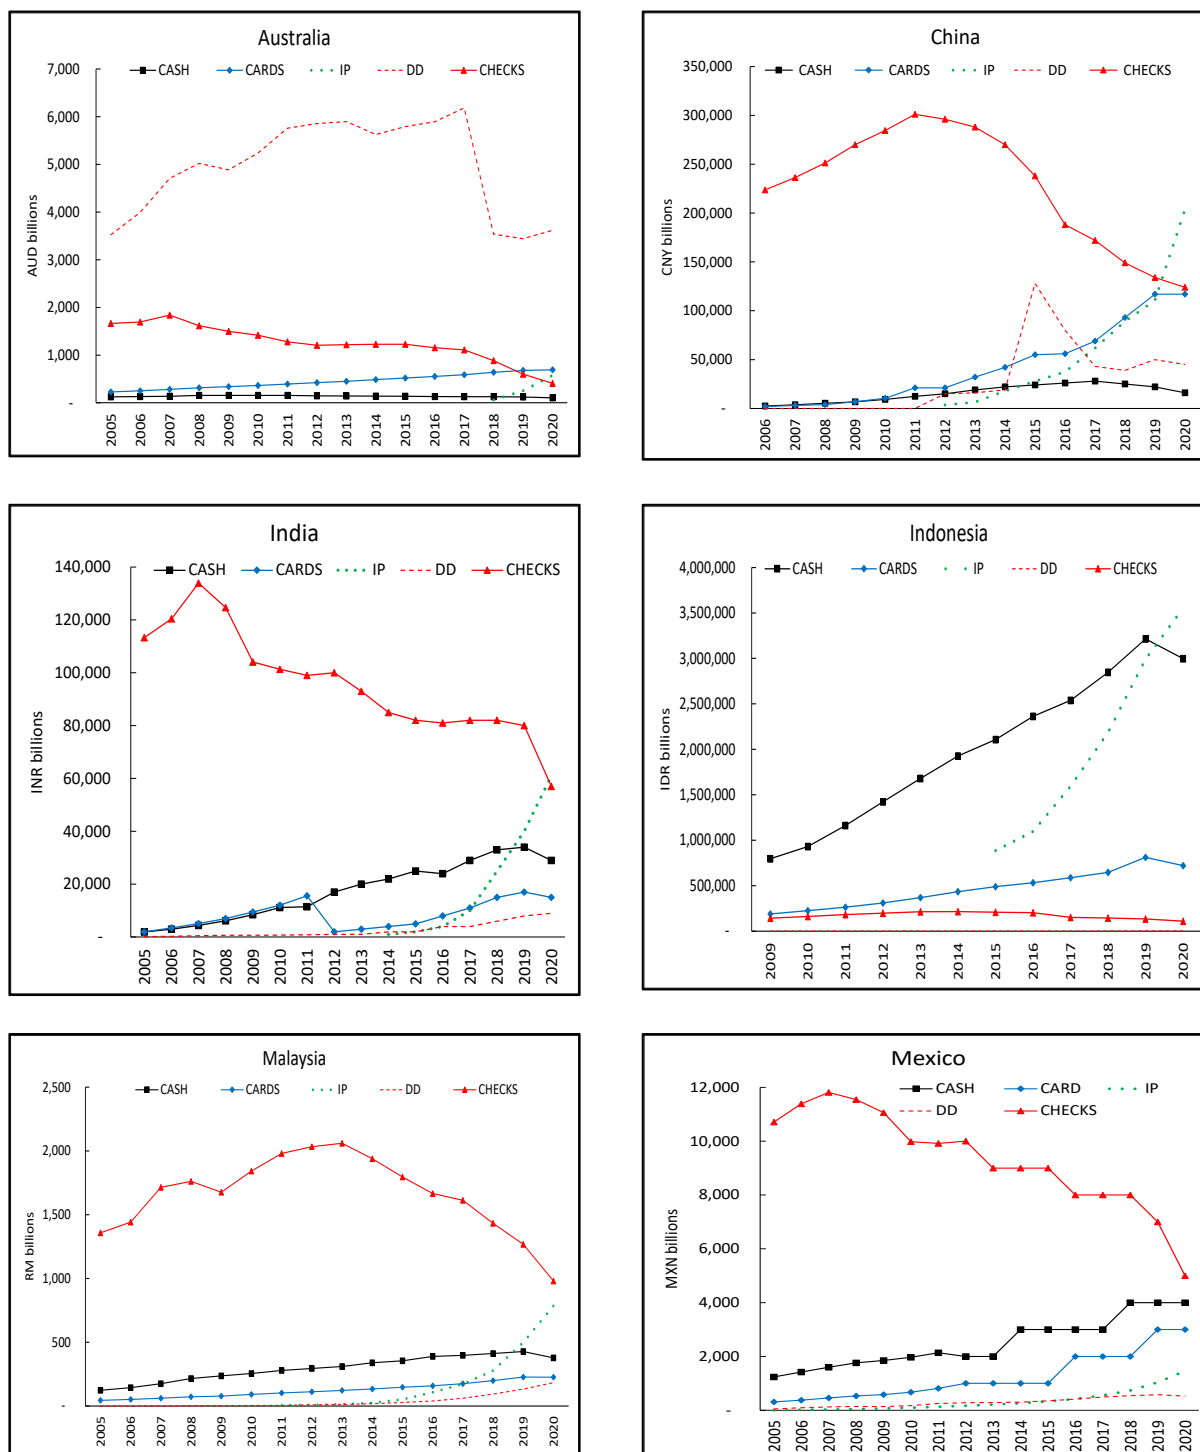 Australia
CASH CARDS IP DD CHECKS
AUD billions
7,000
6,000
5,000
4,000
3,000
2,000
1,000
-
2005 2006 2007 2008 2009 2010 2011 2012 2013 2014 2015 2016 2017 2018 2019 2020
China
CASH CARDS IP DD CHECKS
CNY billions
350,000
300,000
250,000
200,000
150,000
100,000
50,000
-
2006 2007 2008 2009 2010 2011 2012 2013 2014 2015 2016 2017 2018 2019 2020
India
CASH CARDS IP DD CHECKS
INR billions
140,000
120,000
100,000
80,000
60,000
40,000
20,000
-
2005 2006 2007 2008 2009 2010 2011 2012 2013 2014 2015 2016 2017 2018 2019 2020
Indonesia
CASH CARDS IP DD CHECKS
IDR billions
4,000,000
3,500,000
3,000,000
2,500,000
2,000,000
1,500,000
1,000,000
500,000
-
2009 2010 2011 2012 2013 2014 2015 2016 2017 2018 2019 2020
Malaysia
CASH CARDS IP DD CHECKS
RM billions
2,500
2,000
1,500
1,000
500
-
2005 2006 2007 2008 2009 2010 2011 2012 2013 2014 2015 2016 2017 2018 2019 2020
Mexico
CASH CARD IP
DD CHECKS
MXN billions
12,000
10,000
8,000
6,000
4,000
2,000
-
2005 2006 2007 2008 2009 2010 2011 2012 2013 2014 2015 2016 2017 2018 2019 2020